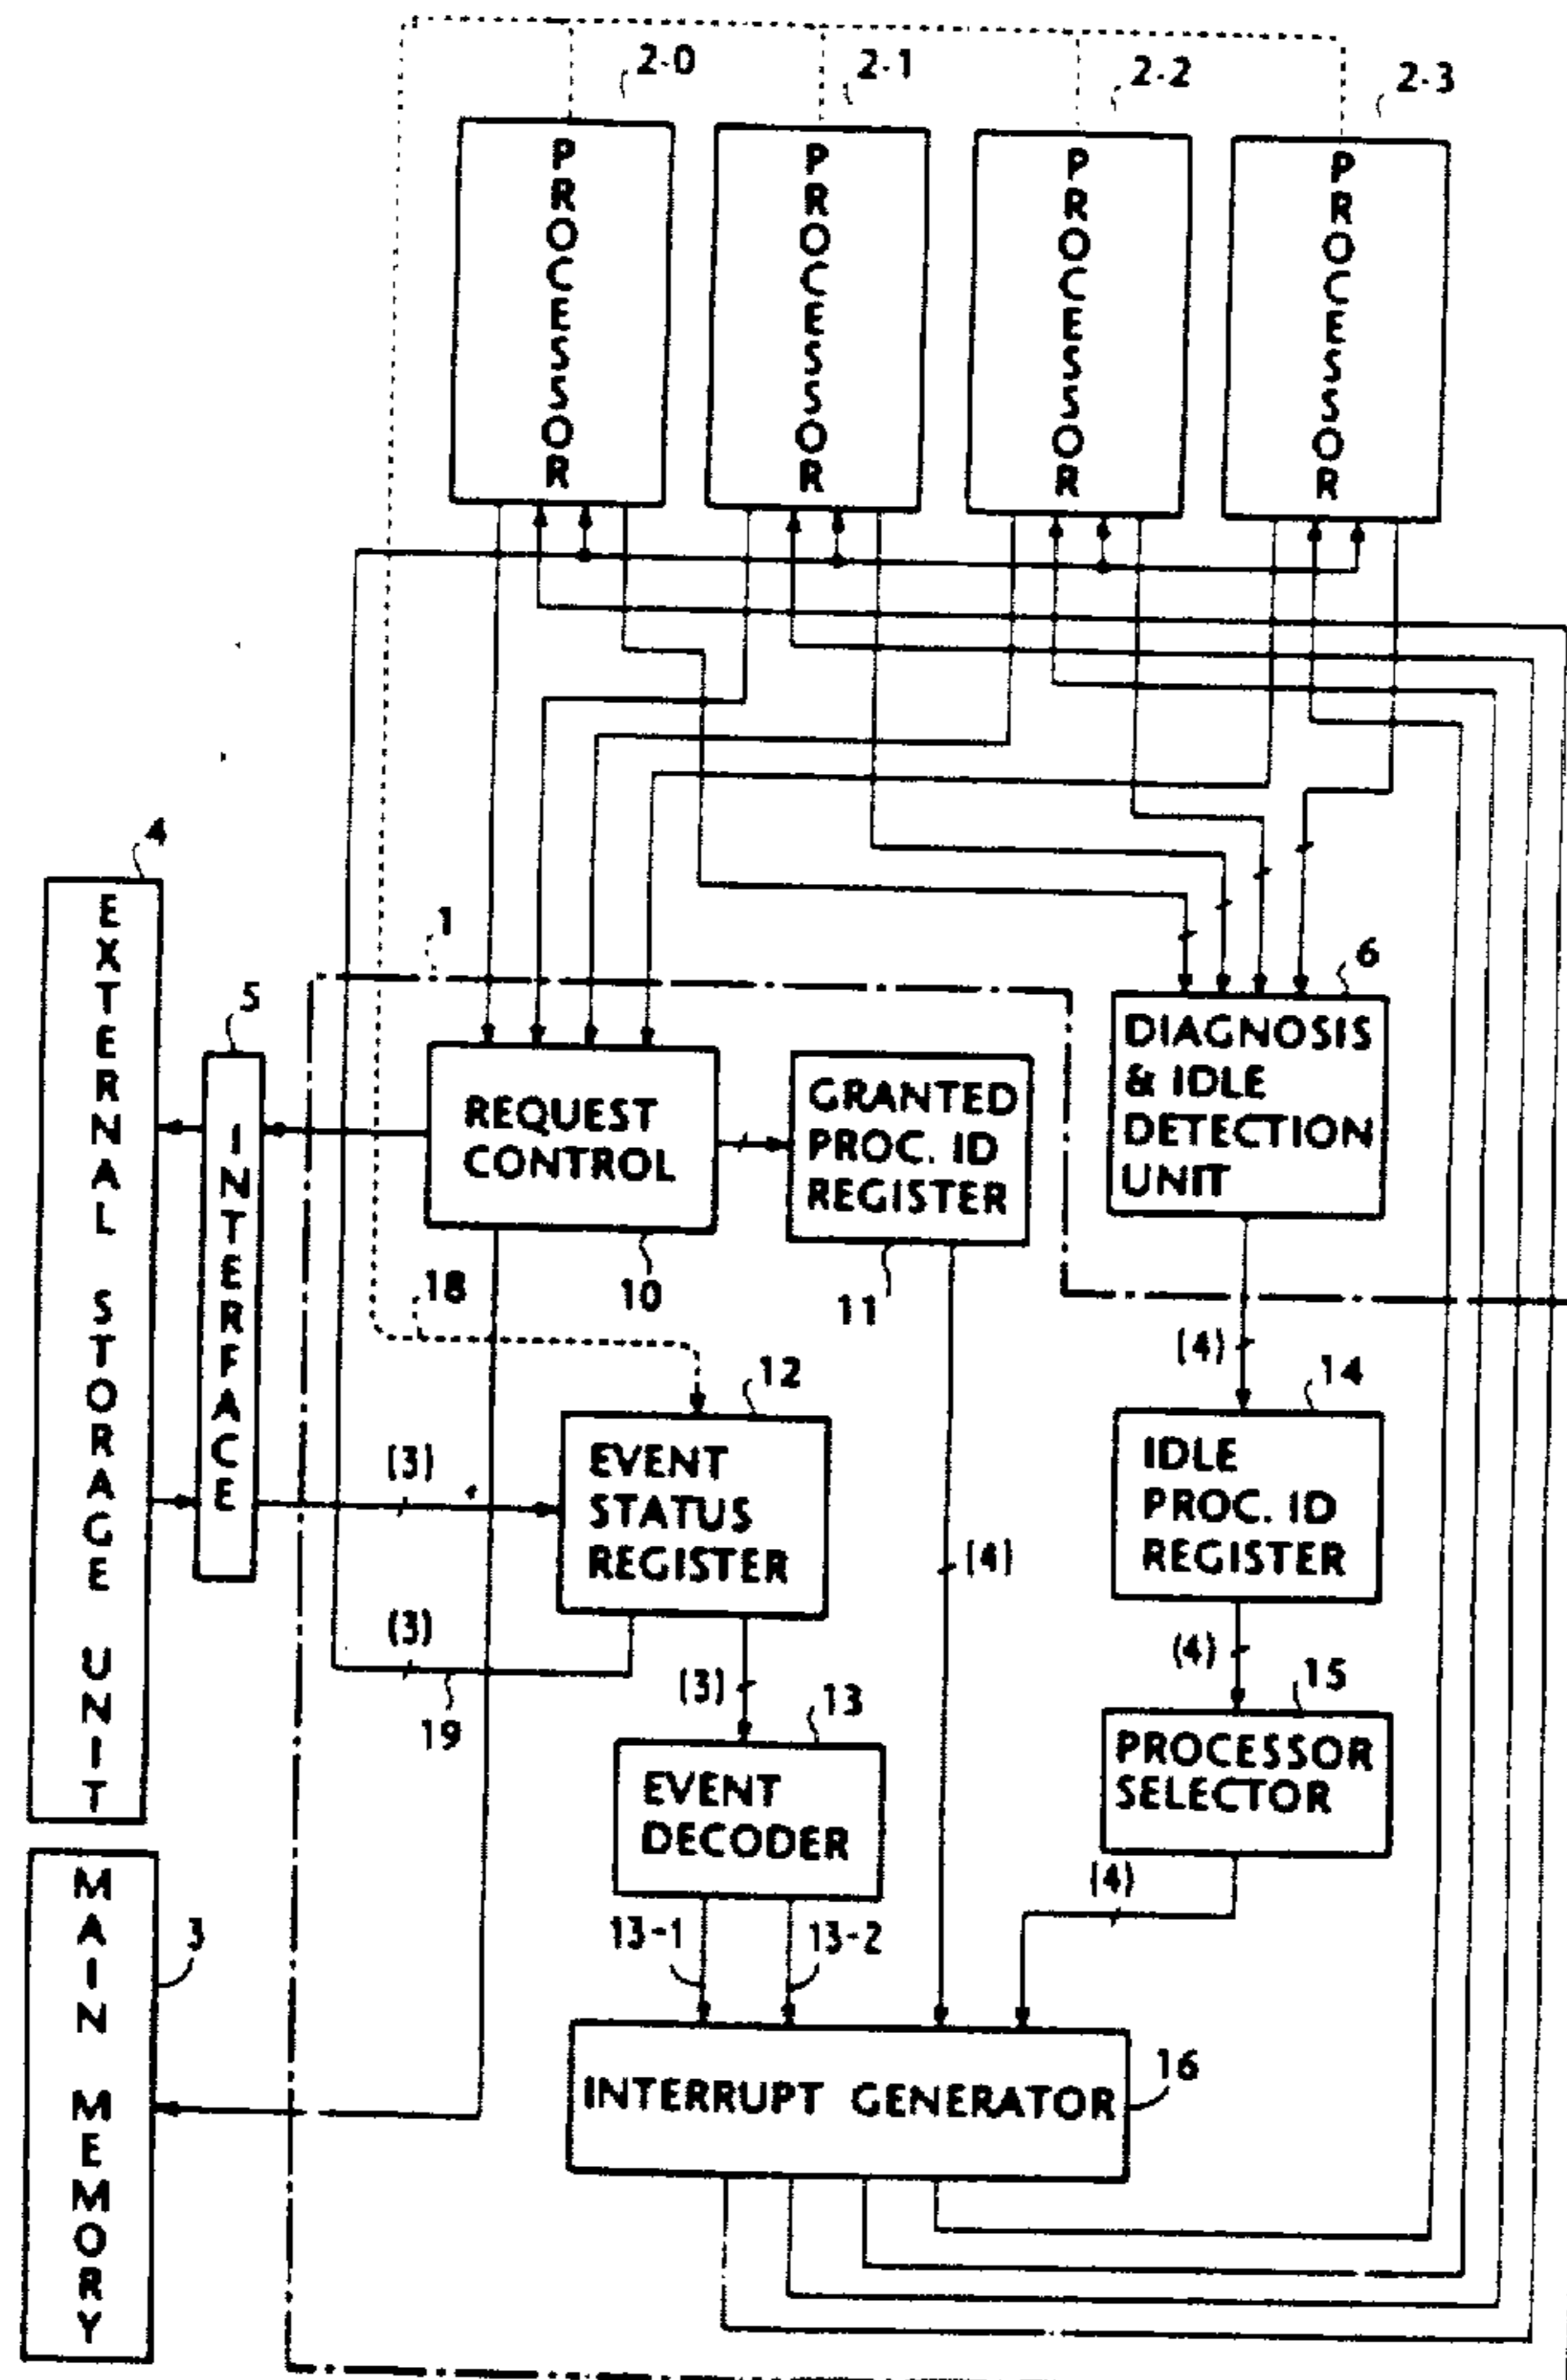 2-0
2-1
2-2
2-3
PROCESSOR
PROCESSOR
PROCESSOR
PROCESSOR
4
EXTERNAL STORAGE UNIT
5
INTERFACE
1
6
DIAGNOSIS
& IDLE
DETECTION
UNIT
REQUEST
CONTROL
10
GRANTED
PROC. ID
REGISTER
11
18
(4)
12
14
EVENT
STATUS
REGISTER
(3)
IDLE
PROC. ID
REGISTER
(4)
(3)
19
(3)
(4)
13
15
EVENT
DECODER
PROCESSOR
SELECTOR
(4)
13-1
13-2
3
MAIN MEMORY
INTERRUPT GENERATOR
16